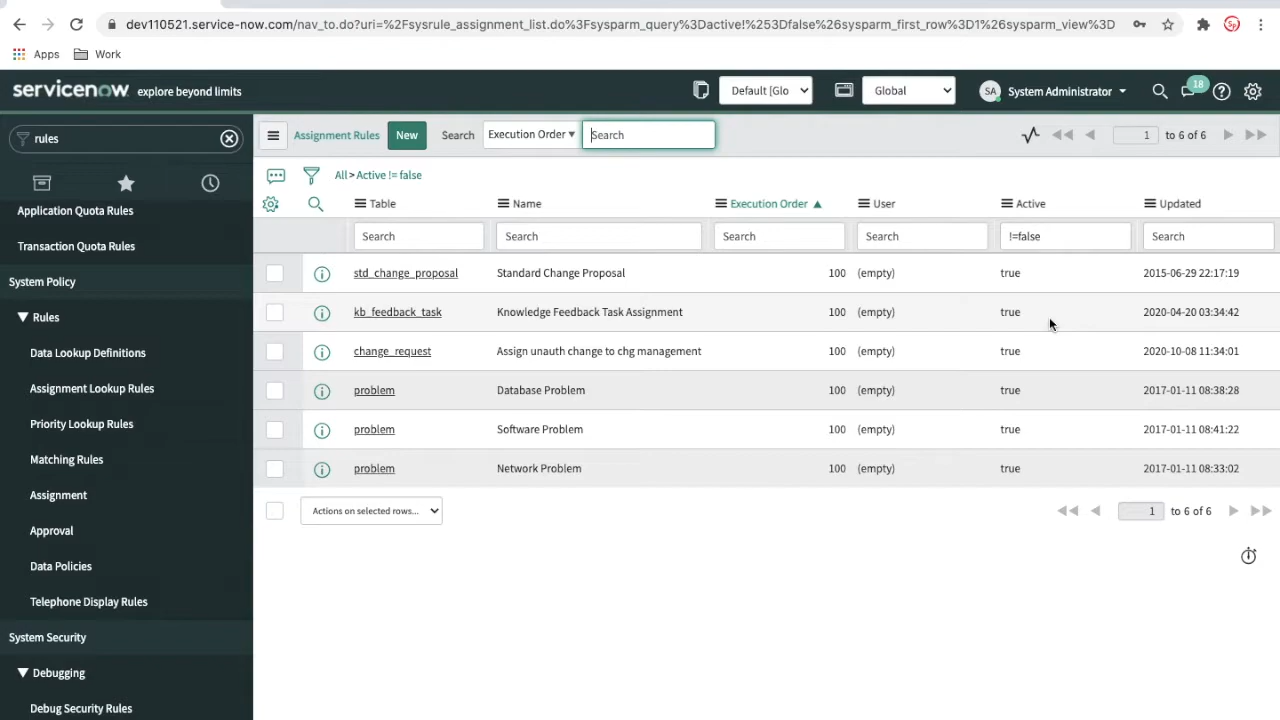 dev110521.service-now.com/nav_to.do?uri=%2Fsysrule_assignment_list.do%3Fsysparm_query%3Dactive!%253Dfalse%26sysparm_first_row%3D1%26sysparm_view%3D
Apps Work
servicenow explore beyond limits Default [Glo Global SA System Administrator 18
rules
Assignment Rules New Search Execution Order Search 1 to 6 of 6
All > Active != false
Table Name Execution Order User Active Updated
Search Search Search Search !=false Search
std_change_proposal Standard Change Proposal 100 (empty) true 2015-06-29 22:17:19
kb_feedback_task Knowledge Feedback Task Assignment 100 (empty) true 2020-04-20 03:34:42
change_request Assign unauth change to chg management 100 (empty) true 2020-10-08 11:34:01
problem Database Problem 100 (empty) true 2017-01-11 08:38:28
problem Software Problem 100 (empty) true 2017-01-11 08:41:22
problem Network Problem 100 (empty) true 2017-01-11 08:33:02
Actions on selected rows... 1 to 6 of 6
Application Quota Rules
Transaction Quota Rules
System Policy
Rules
Data Lookup Definitions
Assignment Lookup Rules
Priority Lookup Rules
Matching Rules
Assignment
Approval
Data Policies
Telephone Display Rules
System Security
Debugging
Debug Security Rules